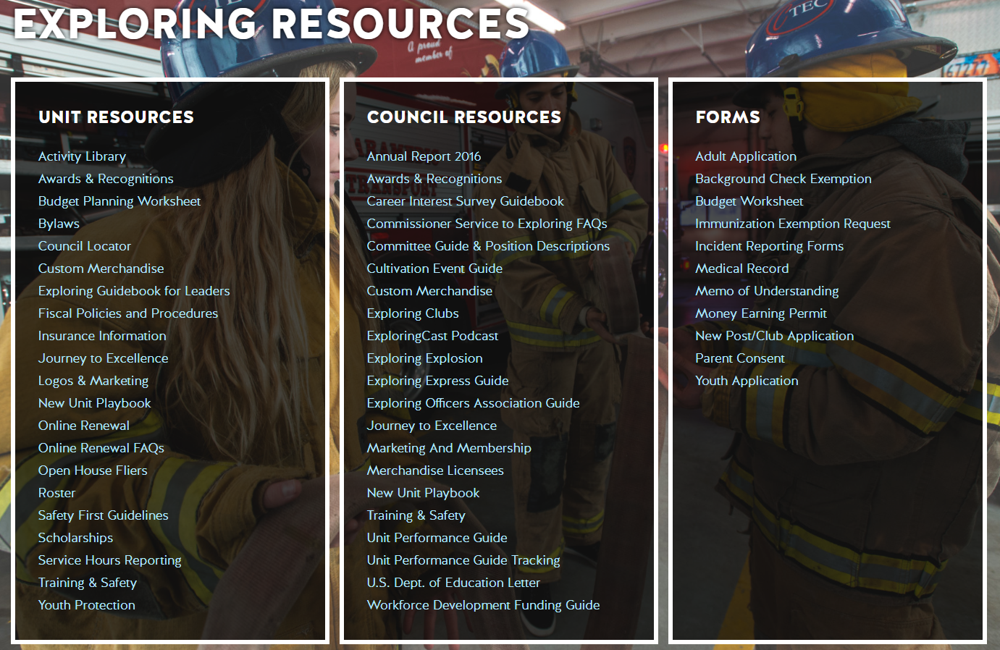 EXPLORING RESOURCES
TEC
TEC
A proud
member of
UNIT RESOURCES
Activity Library
Awards & Recognitions
Budget Planning Worksheet
Bylaws
Council Locator
Custom Merchandise
Exploring Guidebook for Leaders
Fiscal Policies and Procedures
Insurance Information
Journey to Excellence
Logos & Marketing
New Unit Playbook
Online Renewal
Online Renewal FAQs
Open House Fliers
Roster
Safety First Guidelines
Scholarships
Service Hours Reporting
Training & Safety
Youth Protection
COUNCIL RESOURCES
Annual Report 2016
Awards & Recognitions
Career Interest Survey Guidebook
Commissioner Service to Exploring FAQs
Committee Guide & Position Descriptions
Cultivation Event Guide
Custom Merchandise
Exploring Clubs
ExploringCast Podcast
Exploring Explosion
Exploring Express Guide
Exploring Officers Association Guide
Journey to Excellence
Marketing And Membership
Merchandise Licensees
New Unit Playbook
Training & Safety
Unit Performance Guide
Unit Performance Guide Tracking
U.S. Dept. of Education Letter
Workforce Development Funding Guide
FORMS
Adult Application
Background Check Exemption
Budget Worksheet
Immunization Exemption Request
Incident Reporting Forms
Medical Record
Memo of Understanding
Money Earning Permit
New Post/Club Application
Parent Consent
Youth Application